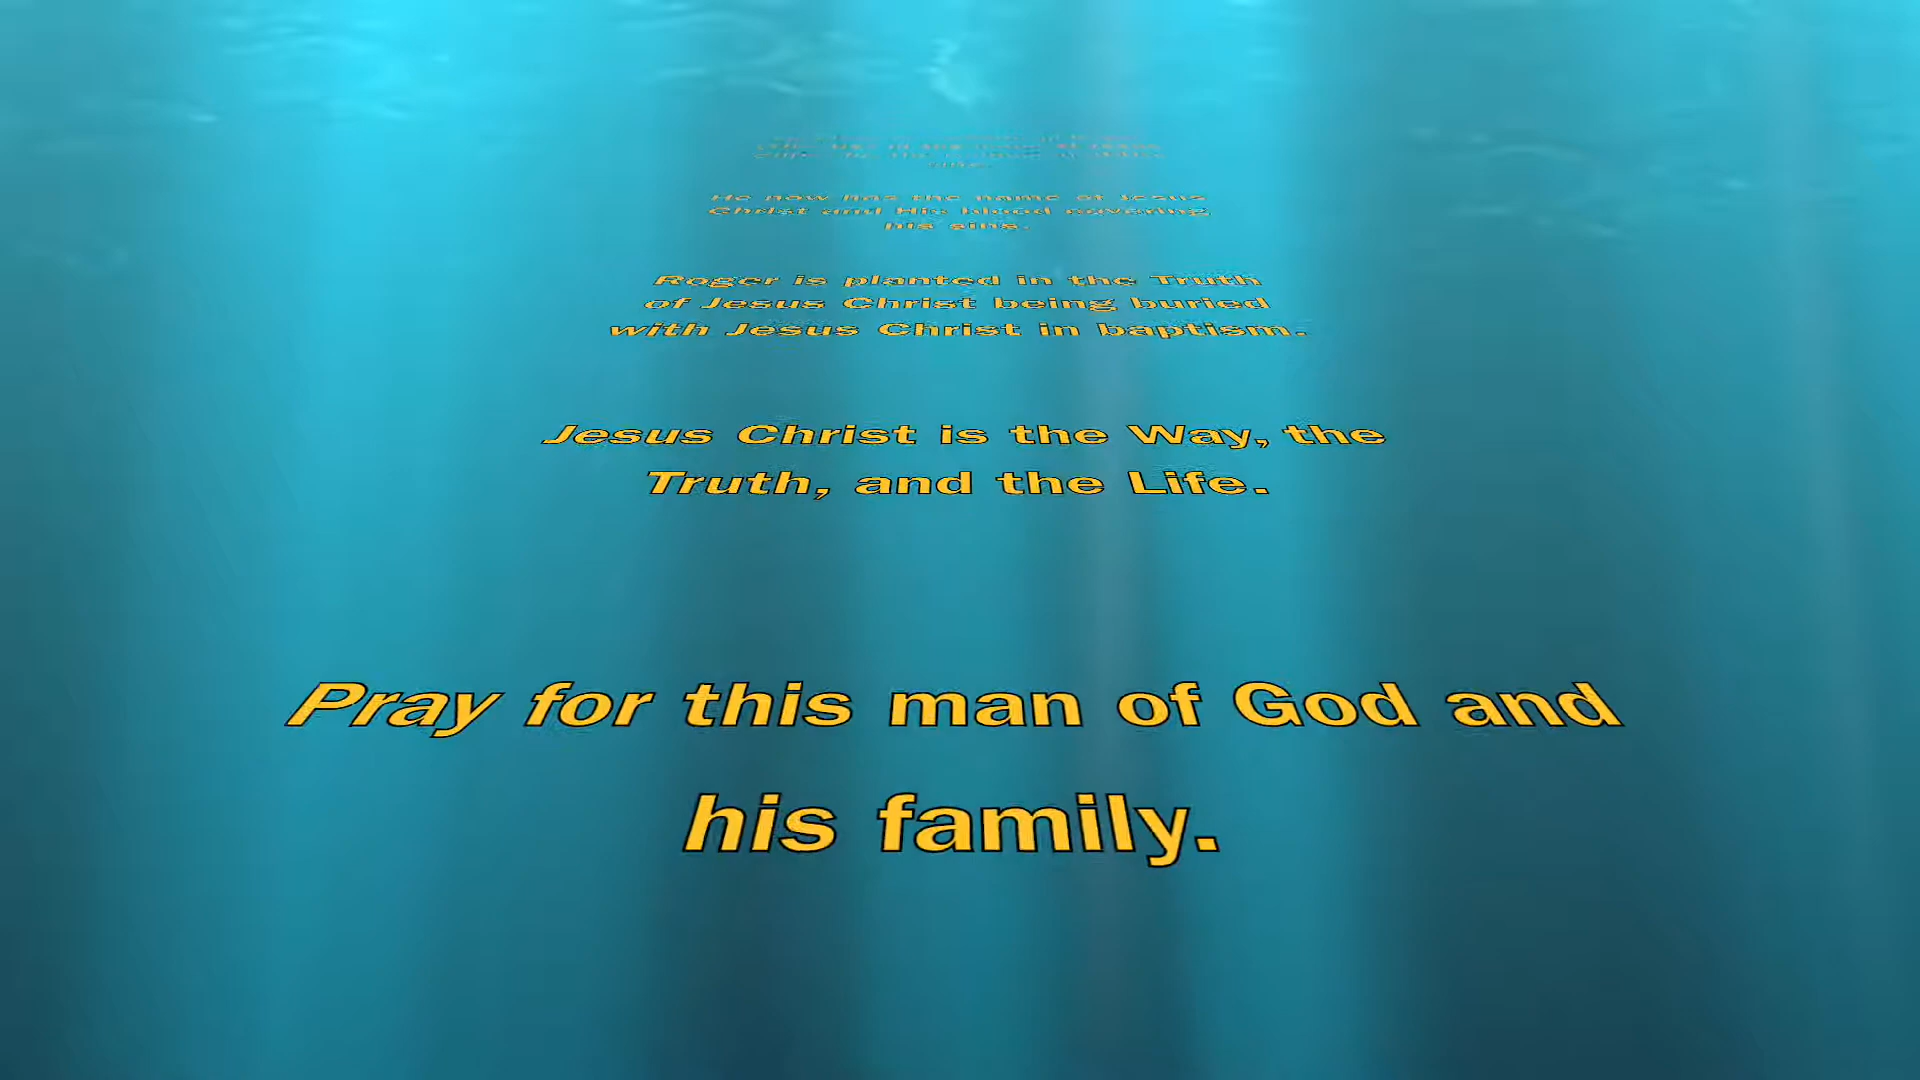 He now has the name of Jesus
Christ and His blood covering
his sins.
Roger is planted in the Truth
of Jesus Christ being buried
with Jesus Christ in baptism.
Jesus Christ is the Way, the
Truth, and the Life.
Pray for this man of God and
his family.